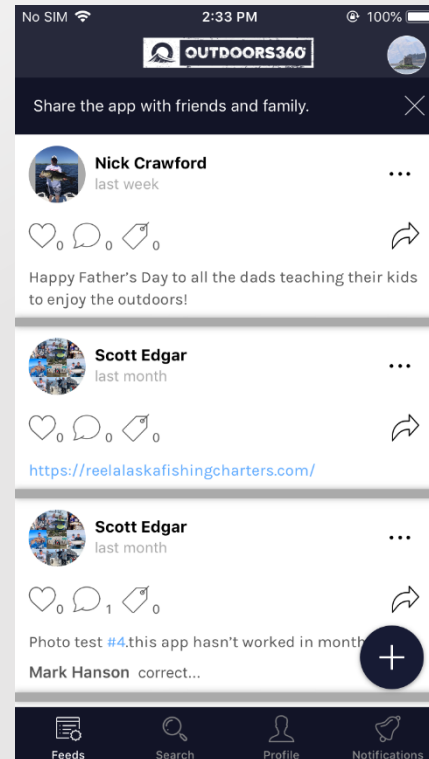 No SIM 2:33 PM 100%
OUTDOORS360
Share the app with friends and family.
Nick Crawford
last week
0 0 0
Happy Father's Day to all the dads teaching their kids
to enjoy the outdoors!
Scott Edgar
last month
0 0 0
https://reelalaskafishingcharters.com/
Scott Edgar
last month
0 1 0
Photo test #4.this app hasn't worked in month
Mark Hanson correct...
Feeds Search Profile Notifications